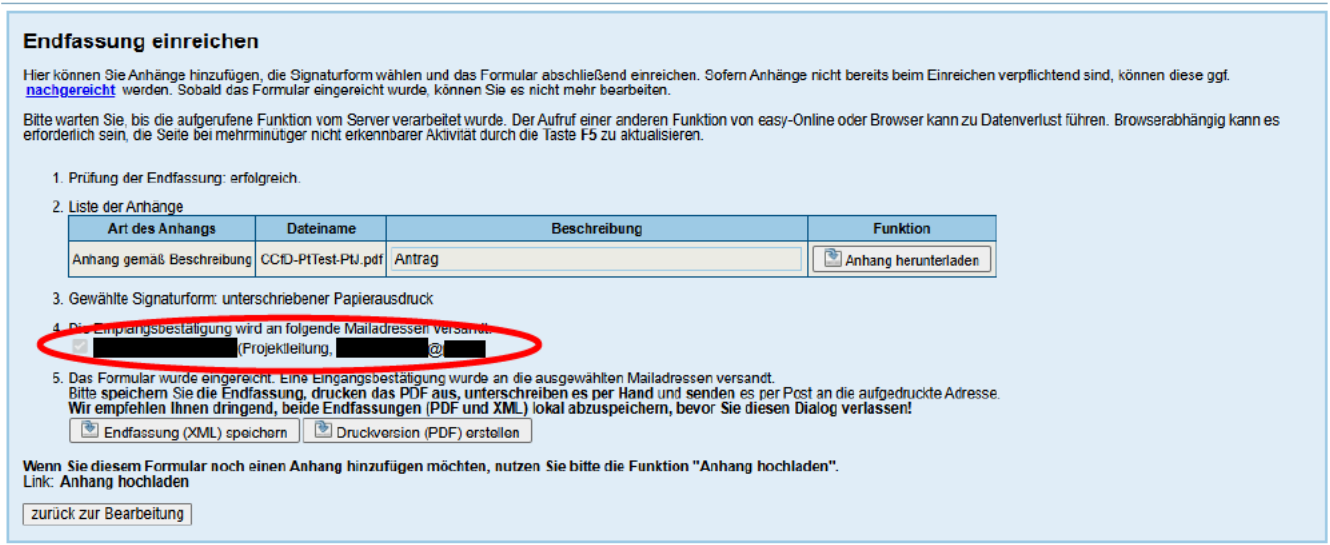 Endfassung einreichen
Hier können Sie Anhänge hinzufügen, die Signaturform wählen und das Formular abschließend einreichen. Sofern Anhänge nicht bereits beim Einreichen verpflichtend sind, können diese ggf.
nachgereicht werden. Sobald das Formular eingereicht wurde, können Sie es nicht mehr bearbeiten.
Bitte warten Sie, bis die aufgerufene Funktion vom Server verarbeitet wurde. Der Aufruf einer anderen Funktion von easy-Online oder Browser kann zu Datenverlust führen. Browserabhängig kann es
erforderlich sein, die Seite bei mehrminütiger nicht erkennbarer Aktivität durch die Taste F5 zu aktualisieren.
1. Prüfung der Endfassung: erfolgreich.
2. Liste der Anhänge
Art des Anhangs Dateiname Beschreibung Funktion
Anhang gemäß Beschreibung CCfD-PtTest-PtJ.pdf Antrag Anhang herunterladen
3. Gewählte Signaturform: unterschriebener Papierausdruck
4. Die Empfangsbestätigung wird an folgende Mailadressen versandt:
(Projektleitung, @
5. Das Formular wurde eingereicht. Eine Eingangsbestätigung wurde an die ausgewählten Mailadressen versandt.
Bitte speichern Sie die Endfassung, drucken das PDF aus, unterschreiben es per Hand und senden es per Post an die aufgedruckte Adresse.
Wir empfehlen Ihnen dringend, beide Endfassungen (PDF und XML) lokal abzuspeichern, bevor Sie diesen Dialog verlassen!
Endfassung (XML) speichern Druckversion (PDF) erstellen
Wenn Sie diesem Formular noch einen Anhang hinzufügen möchten, nutzen Sie bitte die Funktion "Anhang hochladen".
Link: Anhang hochladen
zurück zur Bearbeitung